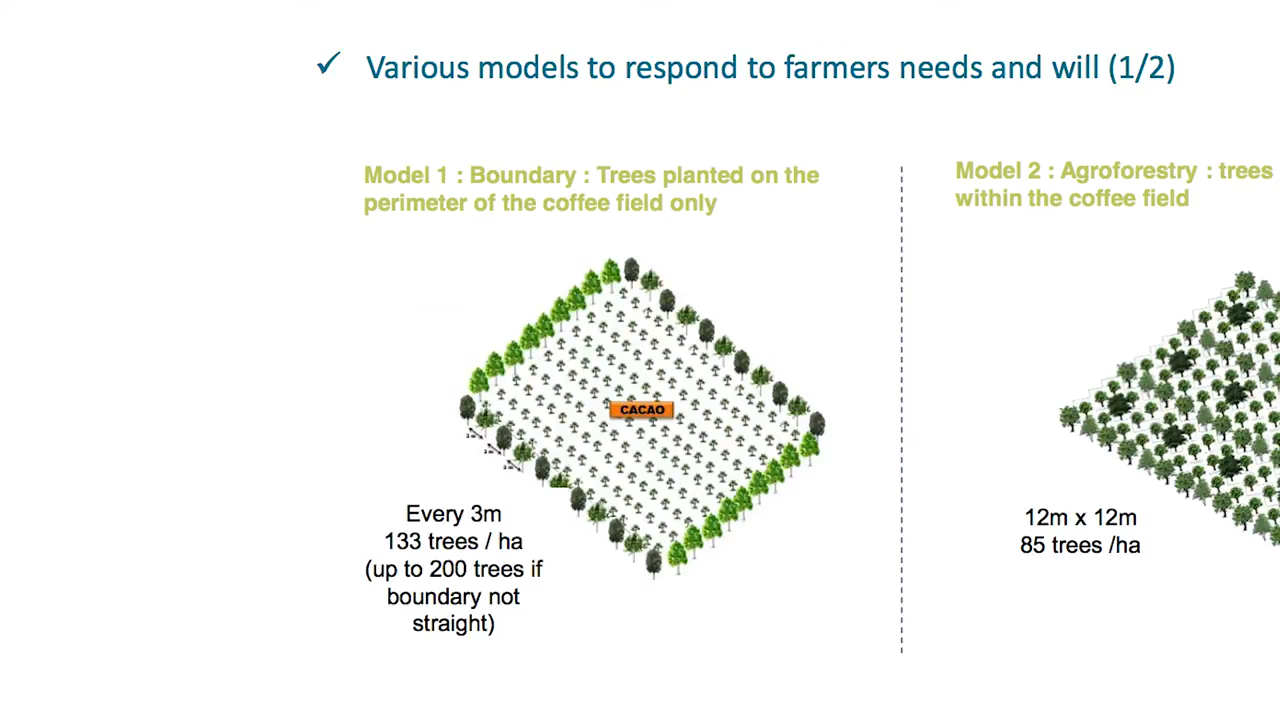 ✓ Various models to respond to farmers needs and will (1/2)
Model 1 : Boundary : Trees planted on the
perimeter of the coffee field only
CACAO
Every 3m
133 trees / ha
(up to 200 trees if
boundary not
straight)
Model 2 : Agroforestry : trees
within the coffee field
12m x 12m
85 trees /ha